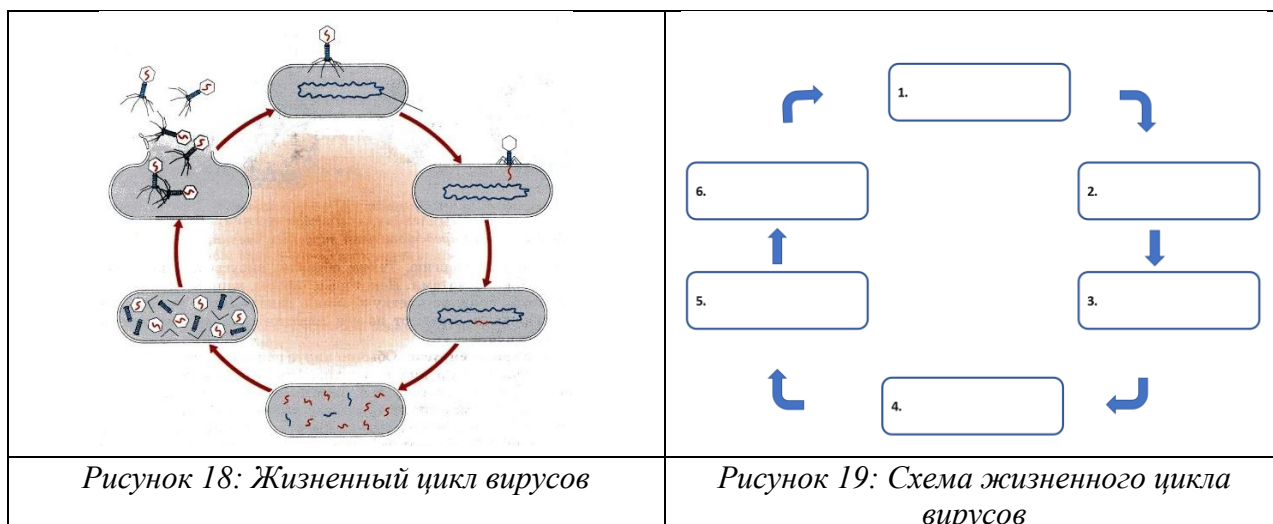 1.
6.
2.
5.
3.
4.
Рисунок 18: Жизненный цикл вирусов
Рисунок 19: Схема жизненного цикла
вирусов